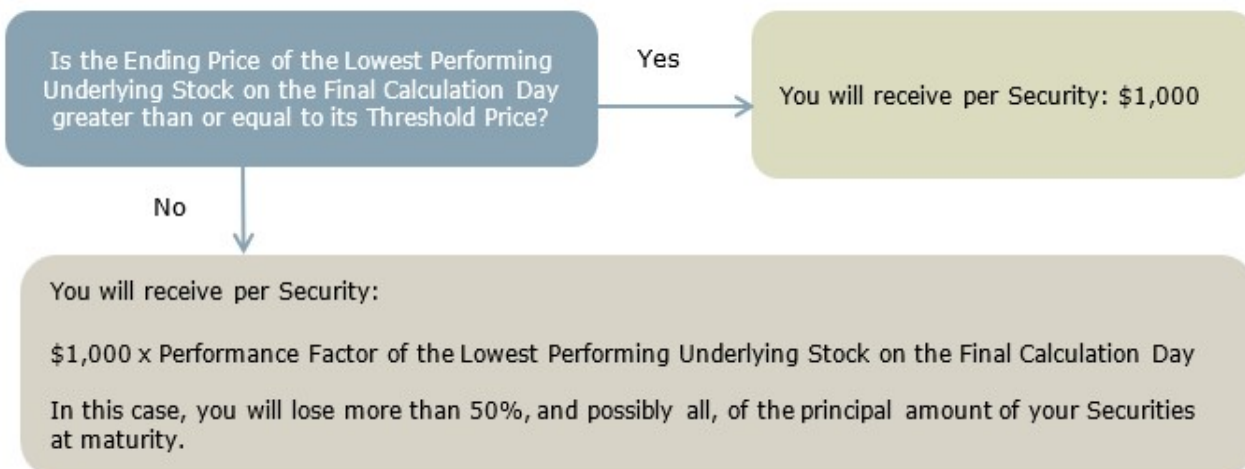 Is the Ending Price of the Lowest Performing
Underlying Stock on the Final Calculation Day
greater than or equal to its Threshold Price?
Yes
You will receive per Security: $1,000
No
You will receive per Security:
$1,000 x Performance Factor of the Lowest Performing Underlying Stock on the Final Calculation Day
In this case, you will lose more than 50%, and possibly all, of the principal amount of your Securities
at maturity.